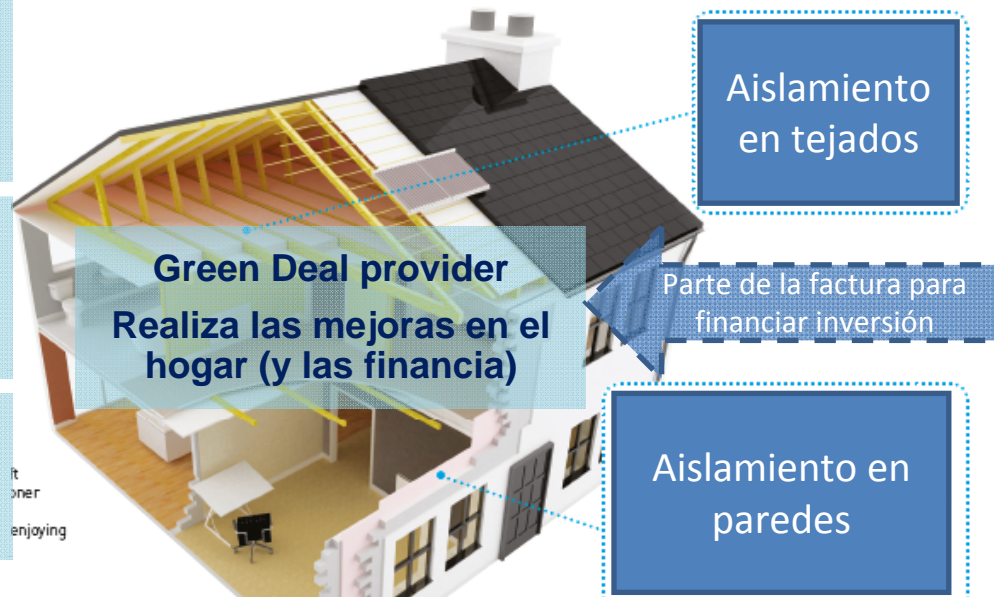 Aislamiento
en tejados
Green Deal provider
Realiza las mejoras en el
hogar (y las financia)
Parte de la factura para
financiar inversión
Aislamiento en
paredes
enjoying